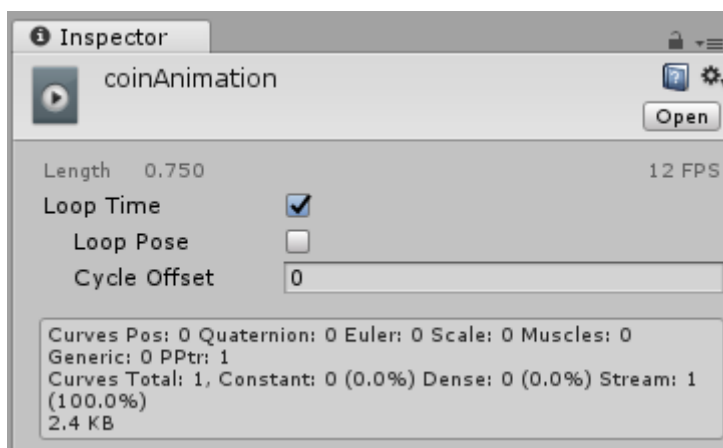 Inspector
coinAnimation
Open
Length 0.750 12 FPS
Loop Time
Loop Pose
Cycle Offset 0
Curves Pos: 0 Quaternion: 0 Euler: 0 Scale: 0 Muscles: 0
Generic: 0 PPtr: 1
Curves Total: 1, Constant: 0 (0.0%) Dense: 0 (0.0%) Stream: 1
(100.0%)
2.4 KB